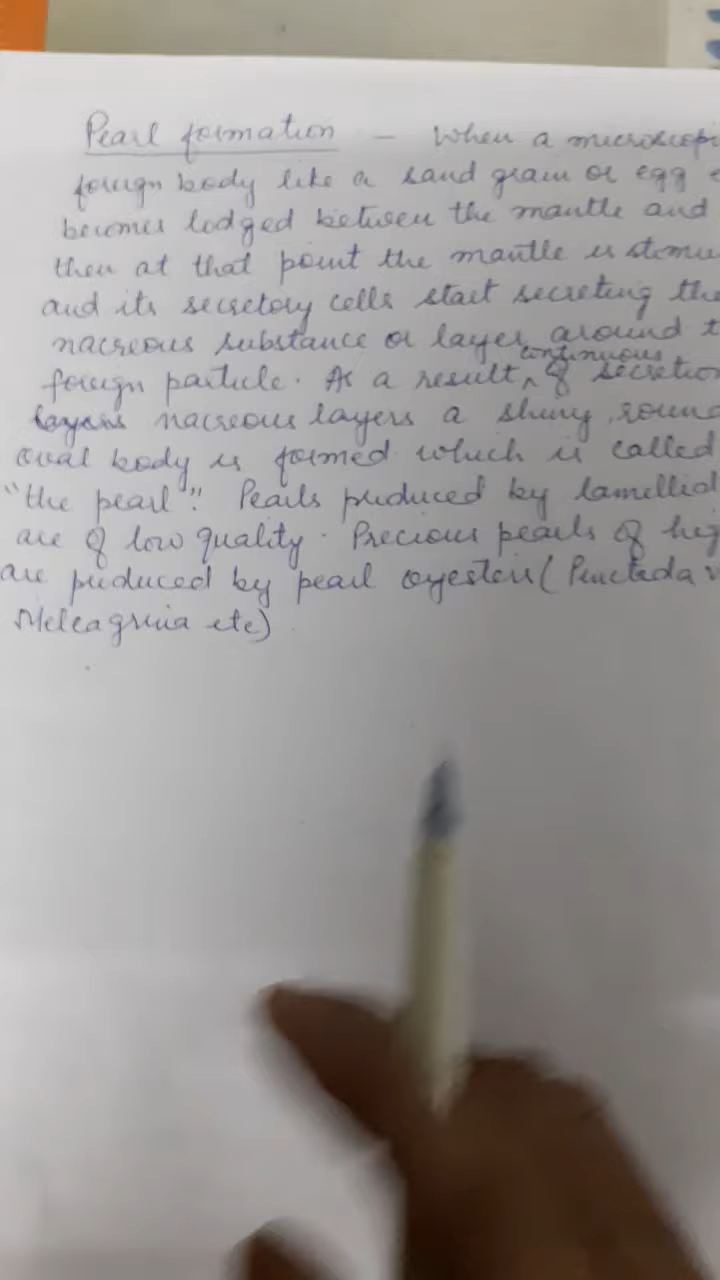 Pearl formation - When a microscopi
foreign body like a sand grain or egg
becomes lodged between the mantle and
then at that point the mantle is stimu
and its secretory cells start secreting the
nacreous substance or layer around t
foreign particle. As a result ^ continuous of secretion
layers nacreous layers a shiny, roun
oval body is formed which is called
"the pearl". Pearls produced by lamellid
are of low quality. Precious pearls of hig
are produced by pearl oyesters (Pinctada v
Meleagrina etc)